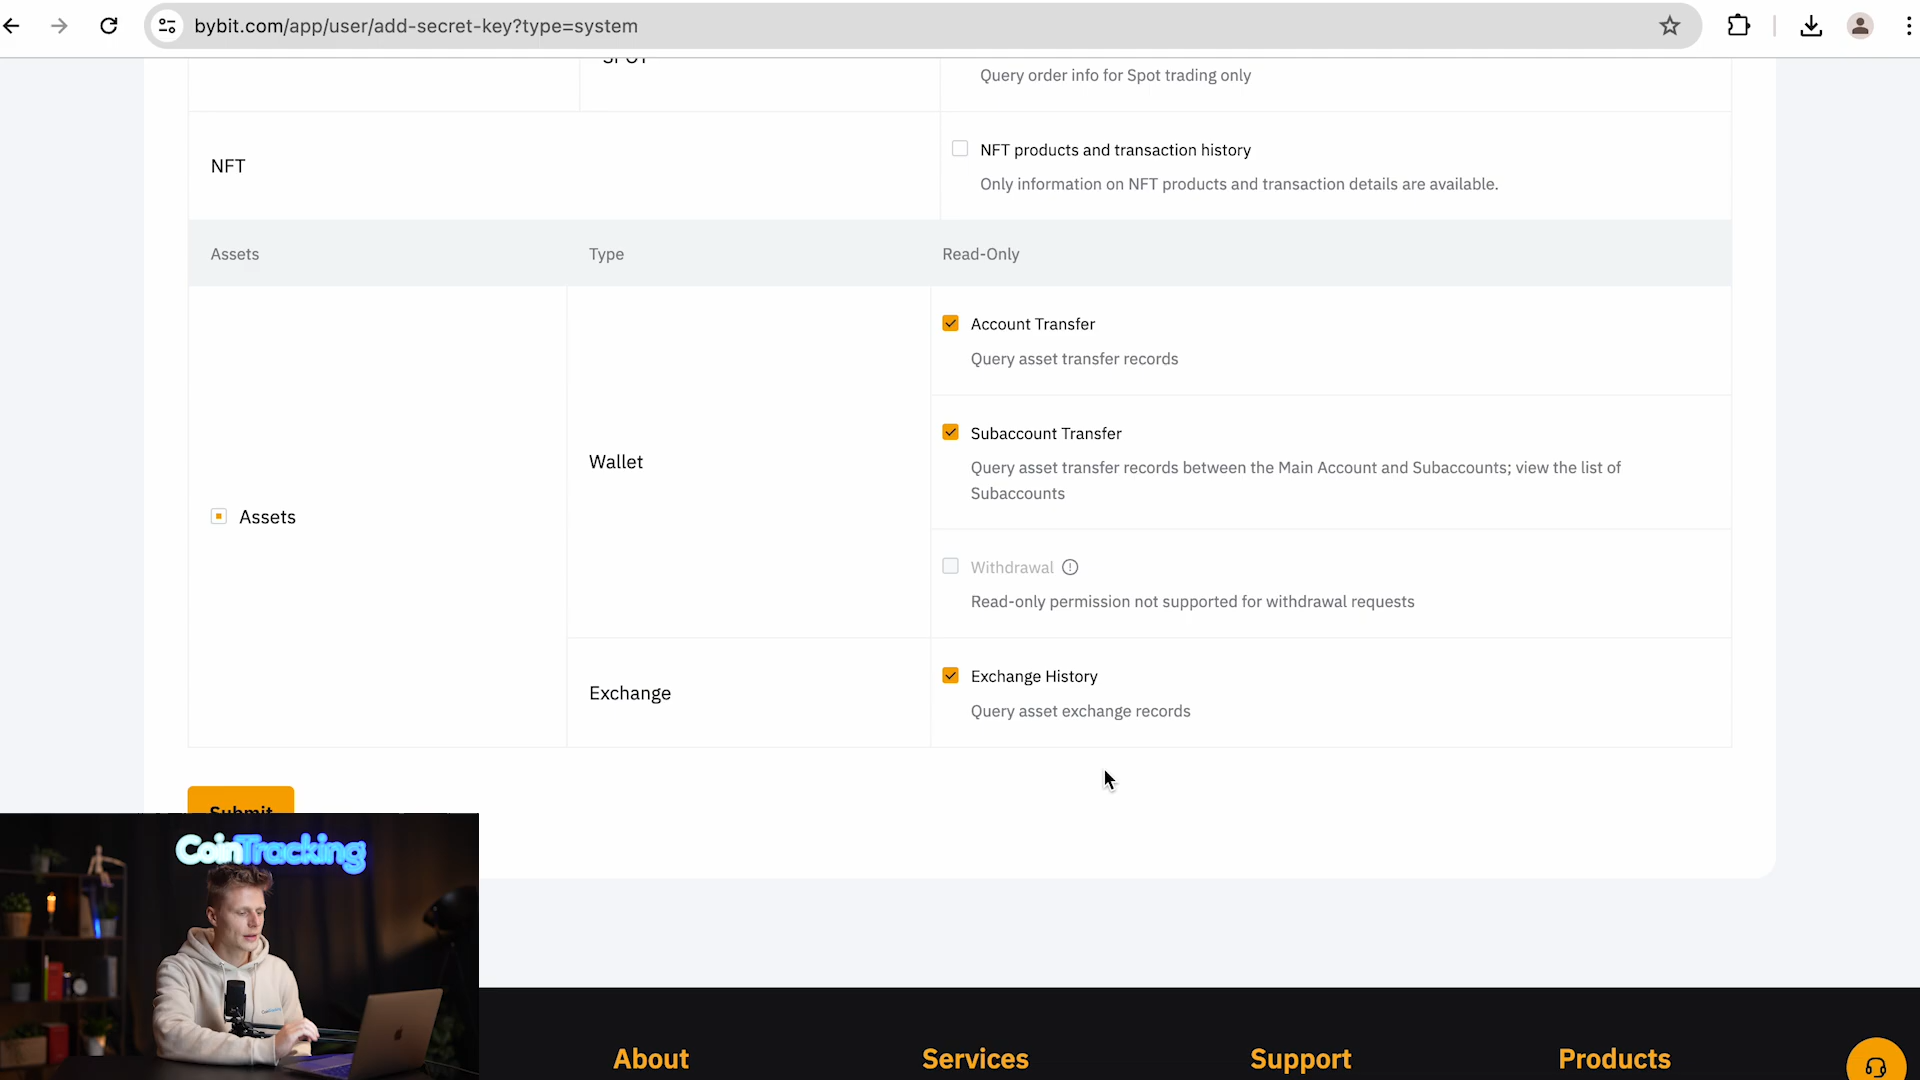 bybit.com/app/user/add-secret-key?type=system
SPOT
Query order info for Spot trading only
NFT
NFT products and transaction history
Only information on NFT products and transaction details are available.
Assets Type Read-Only
Account Transfer
Query asset transfer records
Subaccount Transfer
Query asset transfer records between the Main Account and Subaccounts; view the list of
Subaccounts
Wallet
Assets
Withdrawal
Read-only permission not supported for withdrawal requests
Exchange
Exchange History
Query asset exchange records
Submit
CoinTracking
About Services Support Products